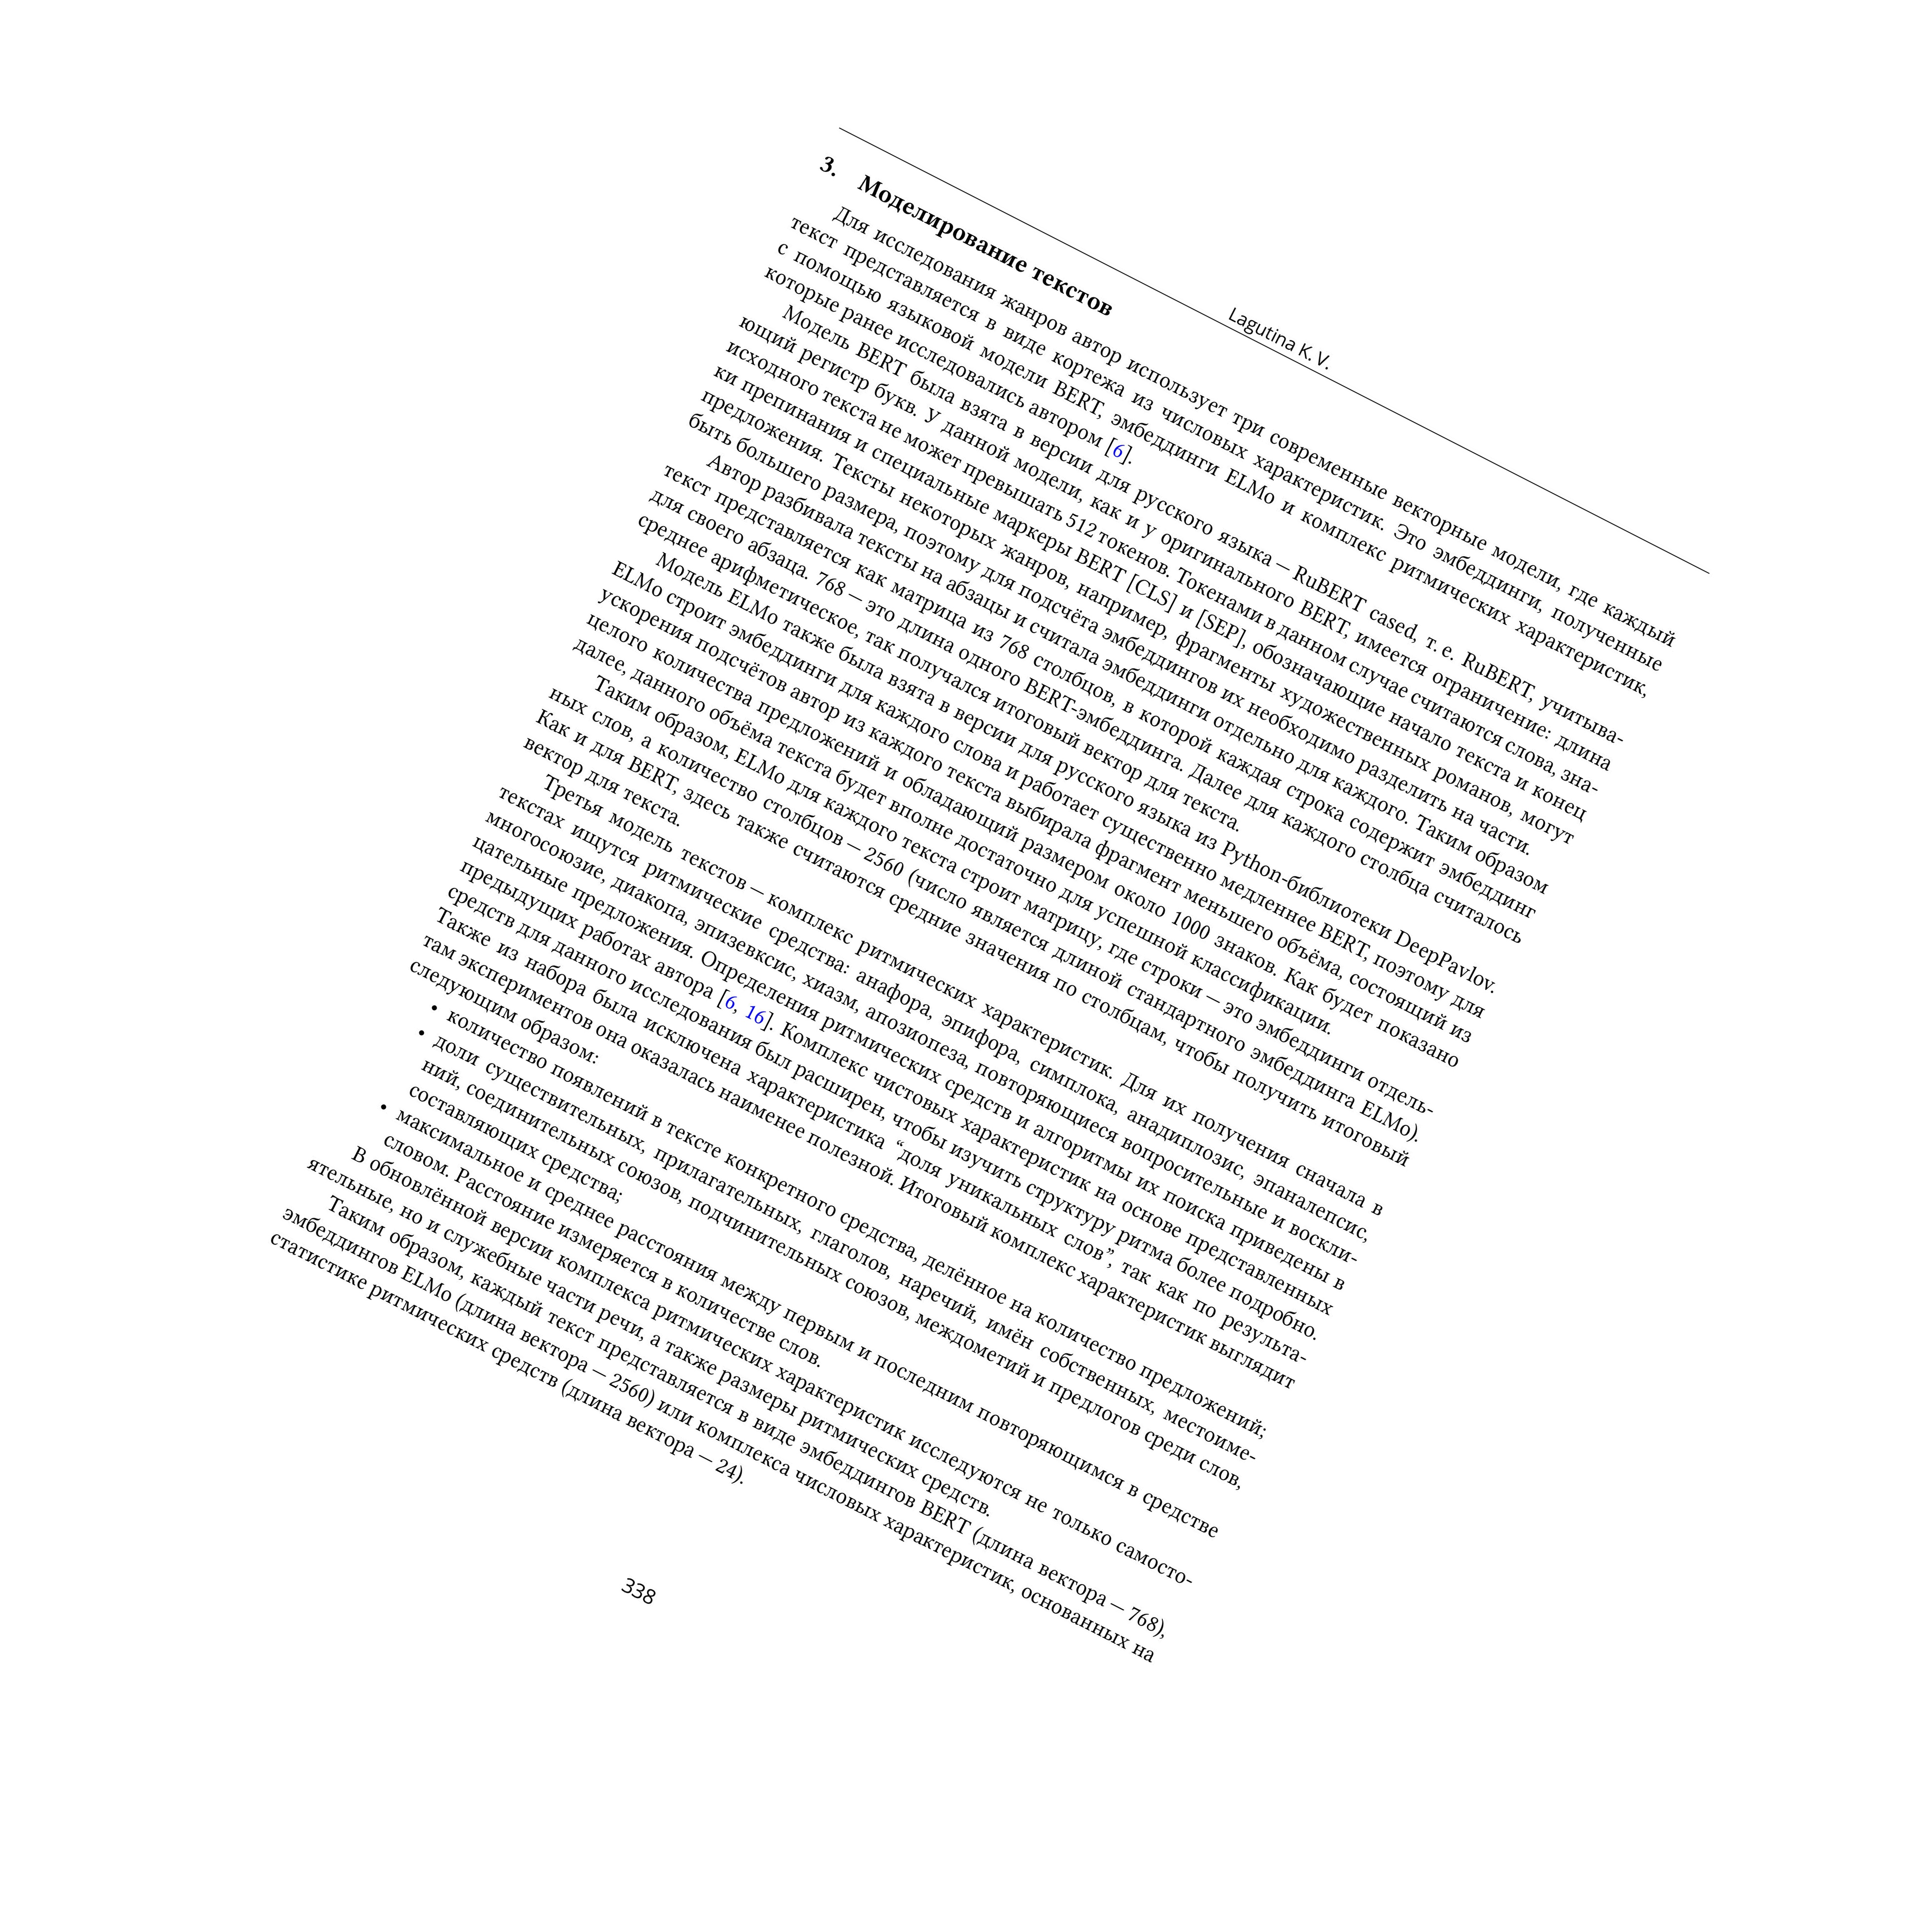 Lagutina K. V.
3. Моделирование текстов
Для исследования жанров автор использует три современные векторные модели, где каждый
текст представляется в виде кортежа из числовых характеристик. Это эмбеддинги, полученные
с помощью языковой модели BERT, эмбеддинги ELMo и комплекс ритмических характеристик,
которые ранее исследовались автором [6].
Модель BERT была взята в версии для русского языка — RuBERT cased, т. е. RuBERT, учитыва-
ющий регистр букв. У данной модели, как и у оригинального BERT, имеется ограничение: длина
исходного текста не может превышать 512 токенов. Токенами в данном случае считаются слова, зна-
ки препинания и специальные маркеры BERT [CLS] и [SEP], обозначающие начало текста и конец
предложения. Тексты некоторых жанров, например, фрагменты художественных романов, могут
быть большего размера, поэтому для подсчёта эмбеддингов их необходимо разделить на части.
Автор разбивала тексты на абзацы и считала эмбеддинги отдельно для каждого. Таким образом
текст представляется как матрица из 768 столбцов, в которой каждая строка содержит эмбеддинг
для своего абзаца. 768 — это длина одного BERT-эмбеддинга. Далее для каждого столбца считалось
среднее арифметическое, так получался итоговый вектор для текста.
Модель ELMo также была взята в версии для русского языка из Python-библиотеки DeepPavlov.
ELMo строит эмбеддинги для каждого слова и работает существенно медленнее BERT, поэтому для
ускорения подсчётов автор из каждого текста выбирала фрагмент меньшего объёма, состоящий из
целого количества предложений и обладающий размером около 1000 знаков. Как будет показано
далее, данного объёма текста будет вполне достаточно для успешной классификации.
Таким образом, ELMo для каждого текста строит матрицу, где строки — это эмбеддинги отдель-
ных слов, а количество столбцов — 2560 (число является длиной стандартного эмбеддинга ELMo).
Как и для BERT, здесь также считаются средние значения по столбцам, чтобы получить итоговый
вектор для текста.
Третья модель текстов — комплекс ритмических характеристик. Для их получения сначала в
текстах ищутся ритмические средства: анафора, эпифора, симплока, анадиплозис, эпаналепсис,
многосоюзие, диакопа, эпизевксис, хиазм, апозиопеза, повторяющиеся вопросительные и воскли-
цательные предложения. Определения ритмических средств и алгоритмы их поиска приведены в
предыдущих работах автора [6, 16]. Комплекс чистовых характеристик на основе представленных
средств для данного исследования был расширен, чтобы изучить структуру ритма более подробно.
Также из набора была исключена характеристика “доля уникальных слов”, так как по результа-
там экспериментов она оказалась наименее полезной. Итоговый комплекс характеристик выглядит
следующим образом:
• количество появлений в тексте конкретного средства, делённое на количество предложений;
• доли существительных, прилагательных, глаголов, наречий, имён собственных, местоиме-
ний, соединительных союзов, подчинительных союзов, междометий и предлогов среди слов,
составляющих средства;
• максимальное и среднее расстояния между первым и последним повторяющимся в средстве
словом. Расстояние измеряется в количестве слов.
В обновлённой версии комплекса ритмических характеристик исследуются не только самосто-
ятельные, но и служебные части речи, а также размеры ритмических средств.
Таким образом, каждый текст представляется в виде эмбеддингов BERT (длина вектора — 768),
эмбеддингов ELMo (длина вектора — 2560) или комплекса числовых характеристик, основанных на
статистике ритмических средств (длина вектора — 24).
338